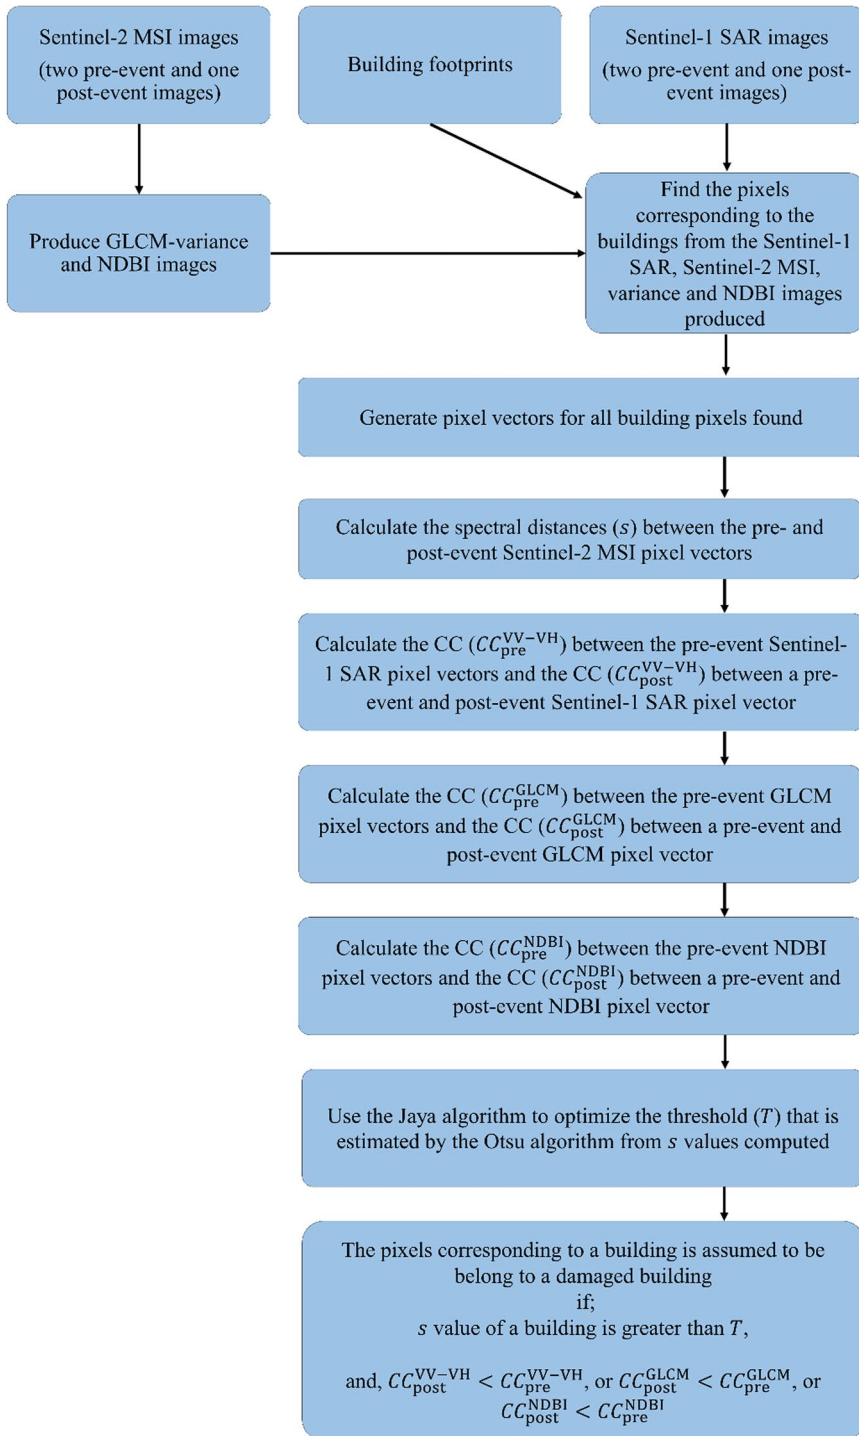 Sentinel-2 MSI images
(two pre-event and one
post-event images)
Building footprints
Sentinel-1 SAR images
(two pre-event and one post-
event images)
Produce GLCM-variance
and NDBI images
Find the pixels
corresponding to the
buildings from the Sentinel-1
SAR, Sentinel-2 MSI,
variance and NDBI images
produced
Generate pixel vectors for all building pixels found
Calculate the spectral distances (s) between the pre- and
post-event Sentinel-2 MSI pixel vectors
Calculate the CC (CC_pre^VV−VH) between the pre-event Sentinel-
1 SAR pixel vectors and the CC (CC_post^VV−VH) between a pre-
event and post-event Sentinel-1 SAR pixel vector
Calculate the CC (CC_pre^GLCM) between the pre-event GLCM
pixel vectors and the CC (CC_post^GLCM) between a pre-event and
post-event GLCM pixel vector
Calculate the CC (CC_pre^NDBI) between the pre-event NDBI
pixel vectors and the CC (CC_post^NDBI) between a pre-event and
post-event NDBI pixel vector
Use the Jaya algorithm to optimize the threshold (T) that is
estimated by the Otsu algorithm from s values computed
The pixels corresponding to a building is assumed to be
belong to a damaged building
if;
s value of a building is greater than T,
and, CC_post^VV−VH < CC_pre^VV−VH, or CC_post^GLCM < CC_pre^GLCM, or
CC_post^NDBI < CC_pre^NDBI